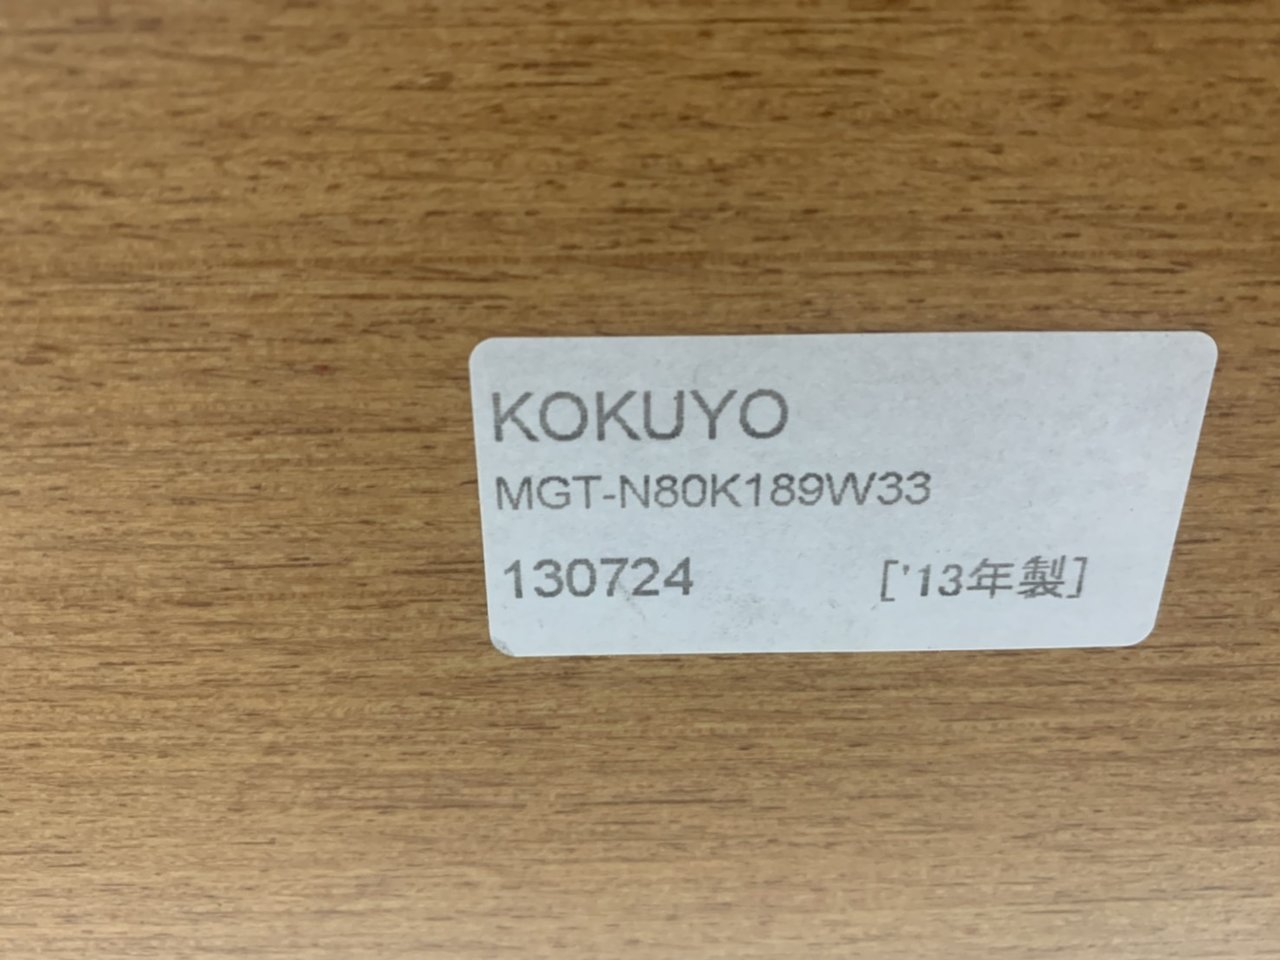 KOKUYO
MGT-N80K189W33
130724 ['13年製]